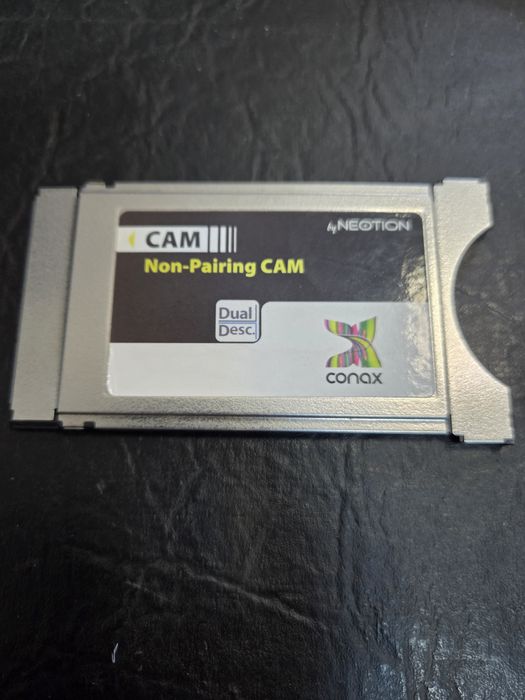 by NEOTION
CAM
Non-Pairing CAM
Dual
Desc.
conax